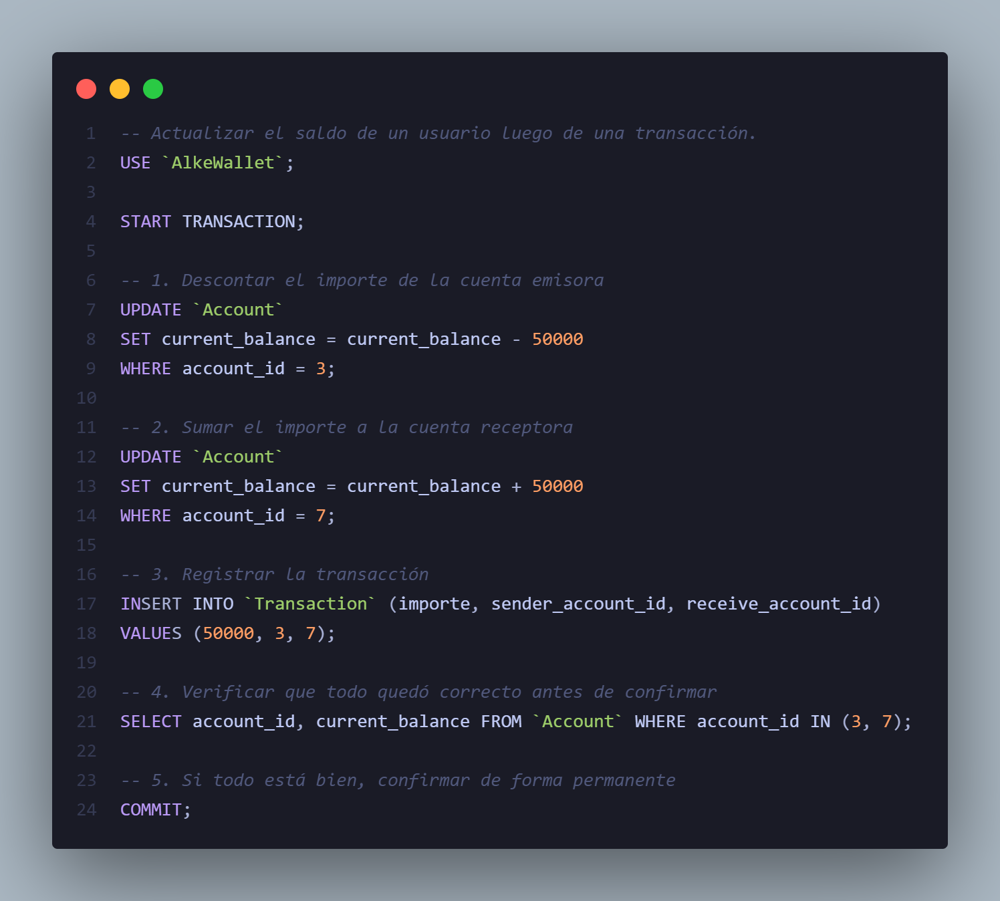 1 -- Actualizar el saldo de un usuario luego de una transacción.
2 USE `AlkeWallet`;
3
4 START TRANSACTION;
5
6 -- 1. Descontar el importe de la cuenta emisora
7 UPDATE `Account`
8 SET current_balance = current_balance - 50000
9 WHERE account_id = 3;
10
11 -- 2. Sumar el importe a la cuenta receptora
12 UPDATE `Account`
13 SET current_balance = current_balance + 50000
14 WHERE account_id = 7;
15
16 -- 3. Registrar la transacción
17 INSERT INTO `Transaction` (importe, sender_account_id, receive_account_id)
18 VALUES (50000, 3, 7);
19
20 -- 4. Verificar que todo quedó correcto antes de confirmar
21 SELECT account_id, current_balance FROM `Account` WHERE account_id IN (3, 7);
22
23 -- 5. Si todo está bien, confirmar de forma permanente
24 COMMIT;